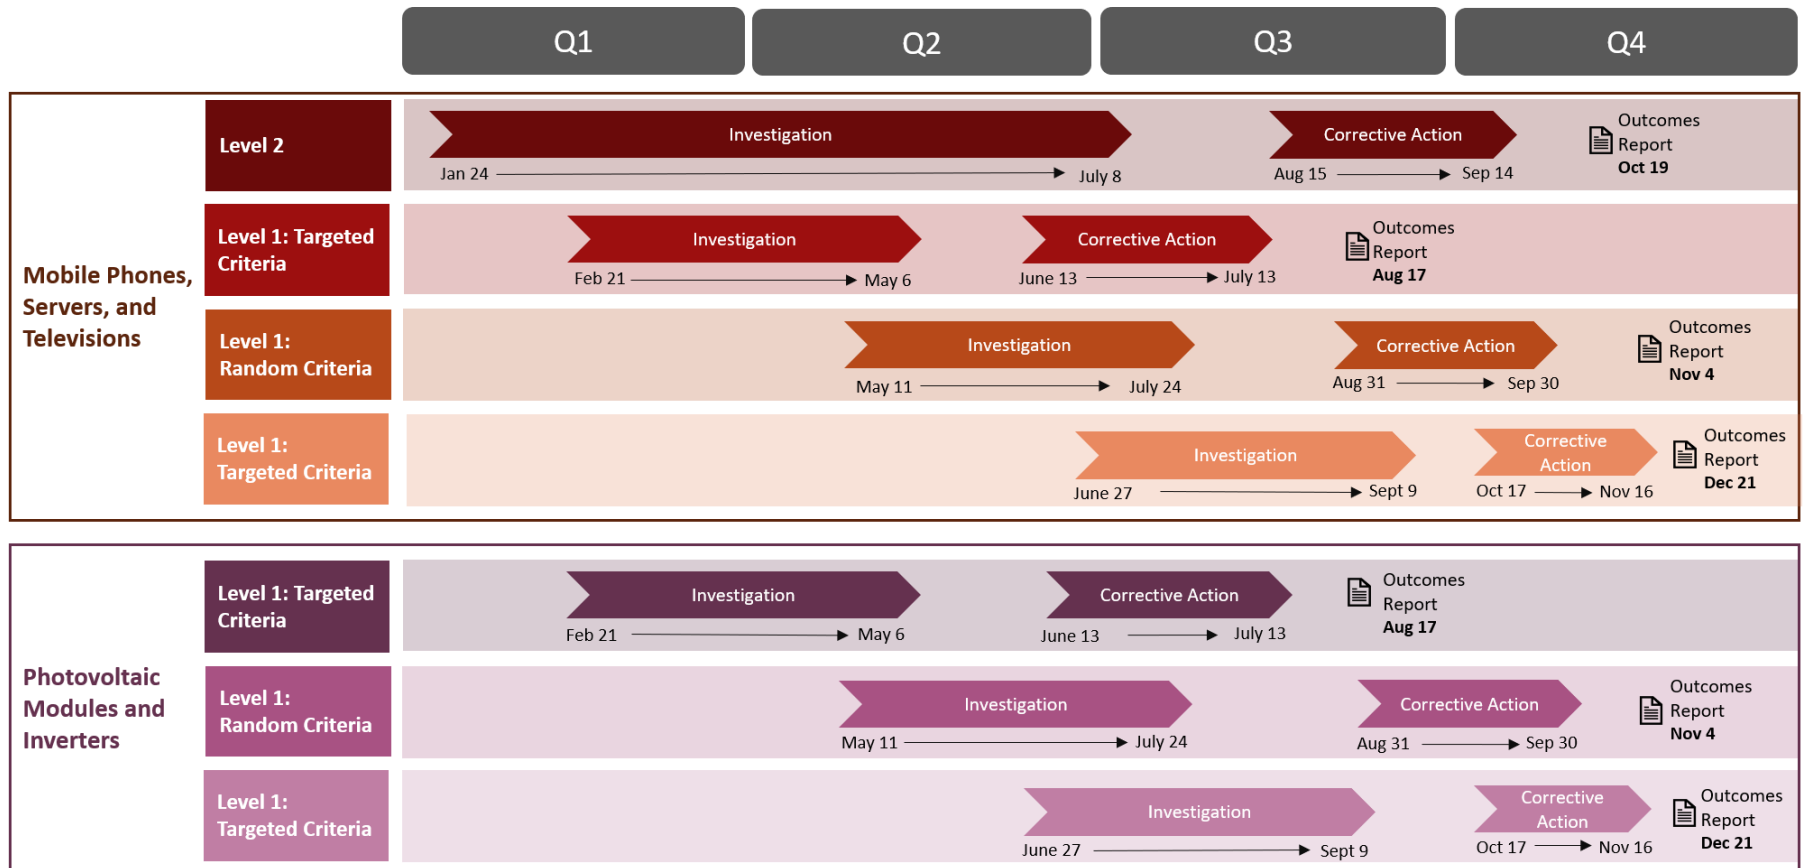 Q1
Q2
Q3
Q4
Mobile Phones,
Servers, and
Televisions
Level 2
Investigation
Jan 24
July 8
Corrective Action
Aug 15
Sep 14
Outcomes
Report
Oct 19
Level 1: Targeted
Criteria
Investigation
Feb 21
May 6
Corrective Action
June 13
July 13
Outcomes
Report
Aug 17
Level 1:
Random Criteria
Investigation
May 11
July 24
Corrective Action
Aug 31
Sep 30
Outcomes
Report
Nov 4
Level 1:
Targeted Criteria
Investigation
June 27
Sept 9
Corrective
Action
Oct 17
Nov 16
Outcomes
Report
Dec 21
Photovoltaic
Modules and
Inverters
Level 1: Targeted
Criteria
Investigation
Feb 21
May 6
Corrective Action
June 13
July 13
Outcomes
Report
Aug 17
Level 1:
Random Criteria
Investigation
May 11
July 24
Corrective Action
Aug 31
Sep 30
Outcomes
Report
Nov 4
Level 1:
Targeted Criteria
Investigation
June 27
Sept 9
Corrective
Action
Oct 17
Nov 16
Outcomes
Report
Dec 21